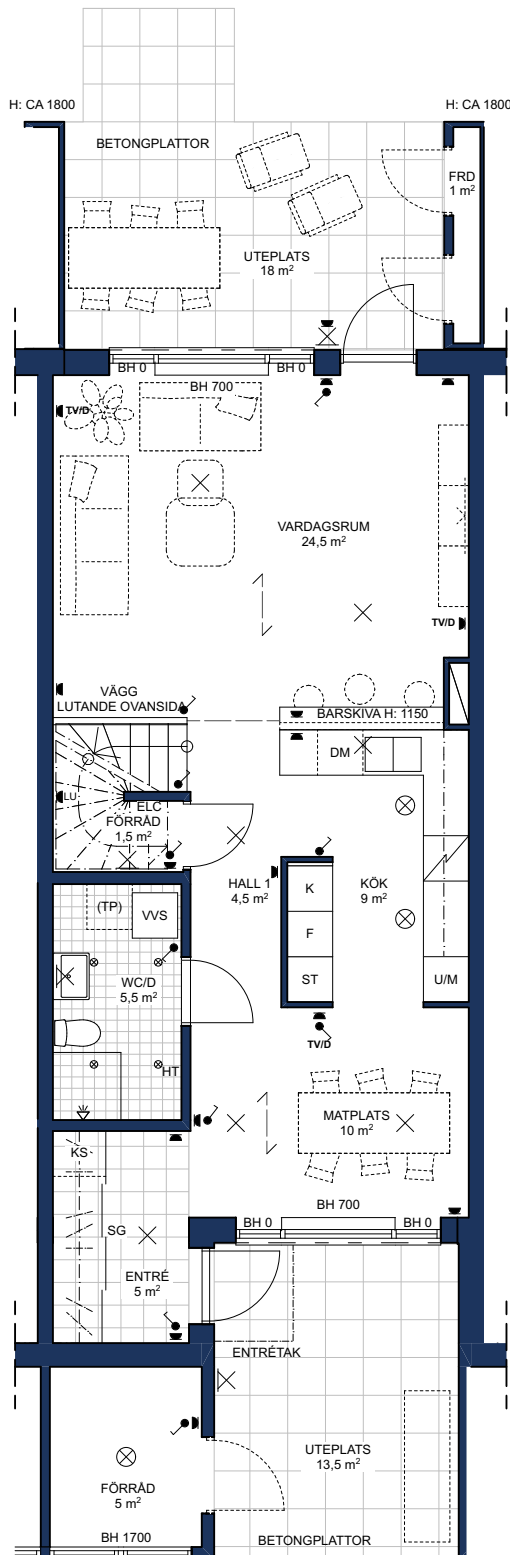 H: CA 1800
H: CA 1800
BETONGPLATTOR
FRD
1 m²
UTEPLATS
18 m²
BH 0
BH 0
BH 700
TV/D
VARDAGSRUM
24,5 m²
TV/D
VÄGG
LUTANDE OVANSIDA
BARSKIVA H: 1150
DM
LU
ELC
FÖRRÅD
1,5 m²
HALL 1
4,5 m²
K
KÖK
9 m²
F
ST
U/M
(TP)
VVS
WC/D
5,5 m²
TV/D
HT
MATPLATS
10 m²
KS
SG
BH 700
BH 0
BH 0
ENTRÉ
5 m²
ENTRÉTAK
UTEPLATS
13,5 m²
FÖRRÅD
5 m²
BH 1700
BETONGPLATTOR